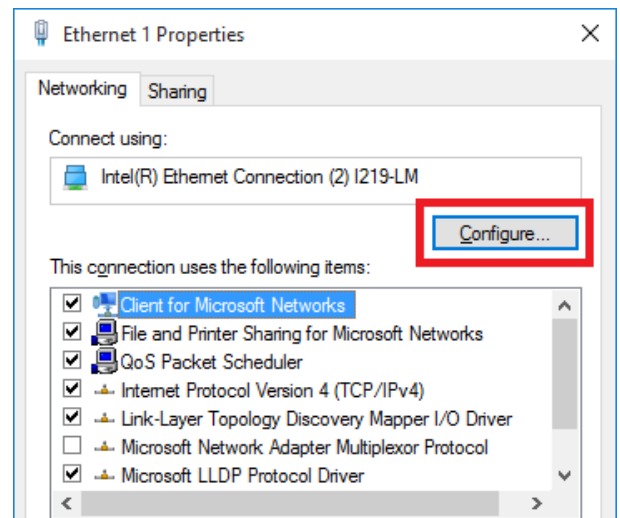 Ethernet 1 Properties
Networking
Sharing
Connect using:
Intel(R) Ethernet Connection (2) I219-LM
Configure...
This connection uses the following items:
Client for Microsoft Networks
File and Printer Sharing for Microsoft Networks
QoS Packet Scheduler
Internet Protocol Version 4 (TCP/IPv4)
Link-Layer Topology Discovery Mapper I/O Driver
Microsoft Network Adapter Multiplexor Protocol
Microsoft LLDP Protocol Driver